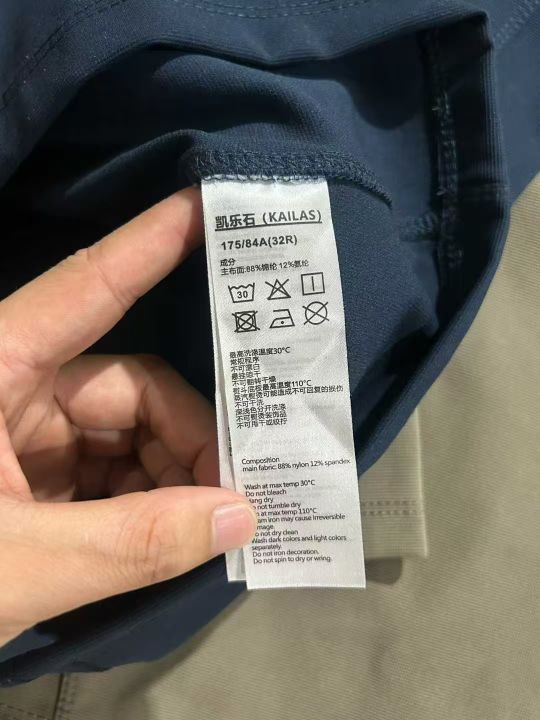 凯乐石 (KAILAS)
175/84A(32R)
成分
主布面:88%锦纶 12%氨纶
30
最高洗涤温度30℃
常规程序
不可漂白
悬挂晾干
不可翻转干燥
熨斗底板最高温度110℃
蒸汽熨烫可能造成不可回复的损伤
不可干洗
深浅色分开洗涤
不可熨烫装饰品
不可甩干或绞拧
Composition
main fabric: 88% nylon 12% spandex
Wash at max temp 30℃
Do not bleach
ang dry
not tumble dry
n at max temp 110℃
am iron may cause irreversible
mage.
o not dry clean
Wash dark colors and light colors
separately.
Do not iron decoration.
Do not spin to dry or wring.